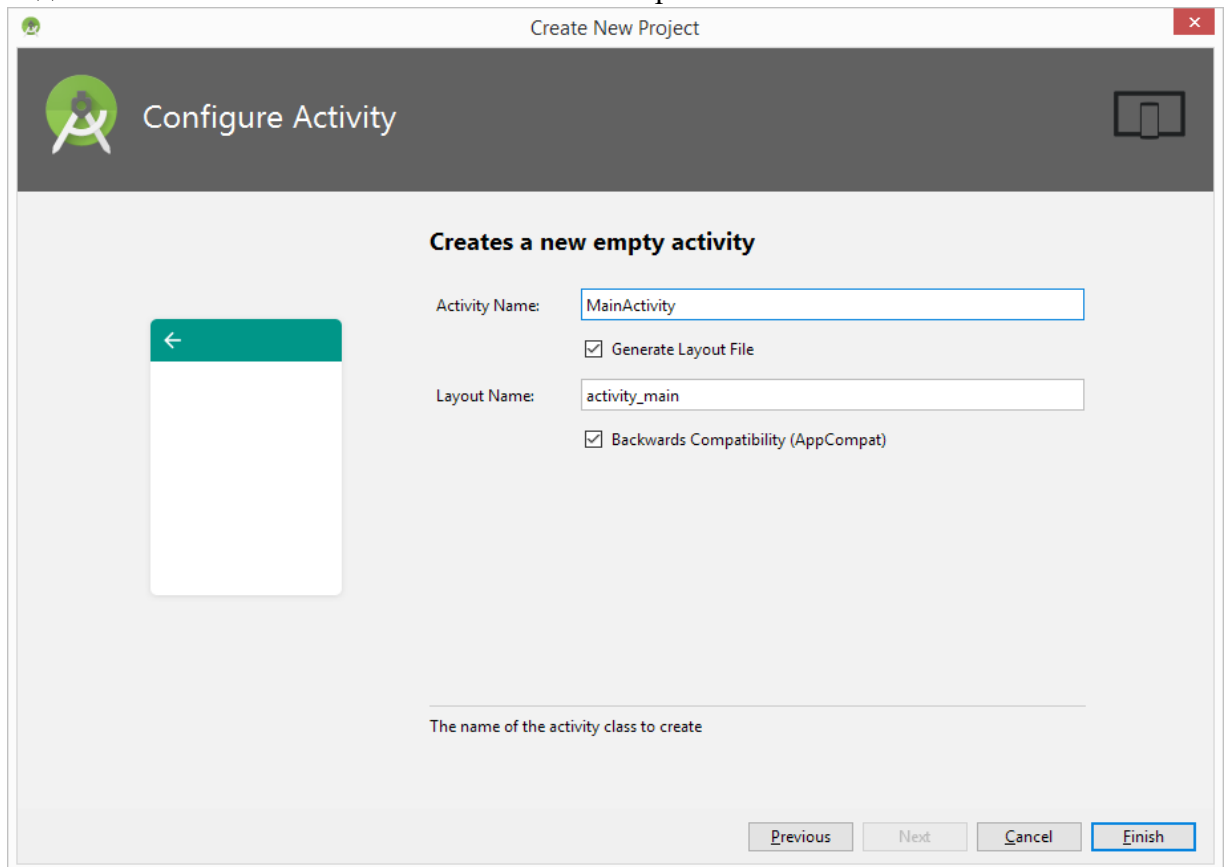 Create New Project
Configure Activity
Creates a new empty activity
Activity Name: MainActivity
Generate Layout File
Layout Name: activity_main
Backwards Compatibility (AppCompat)
The name of the activity class to create
Previous Next Cancel Finish